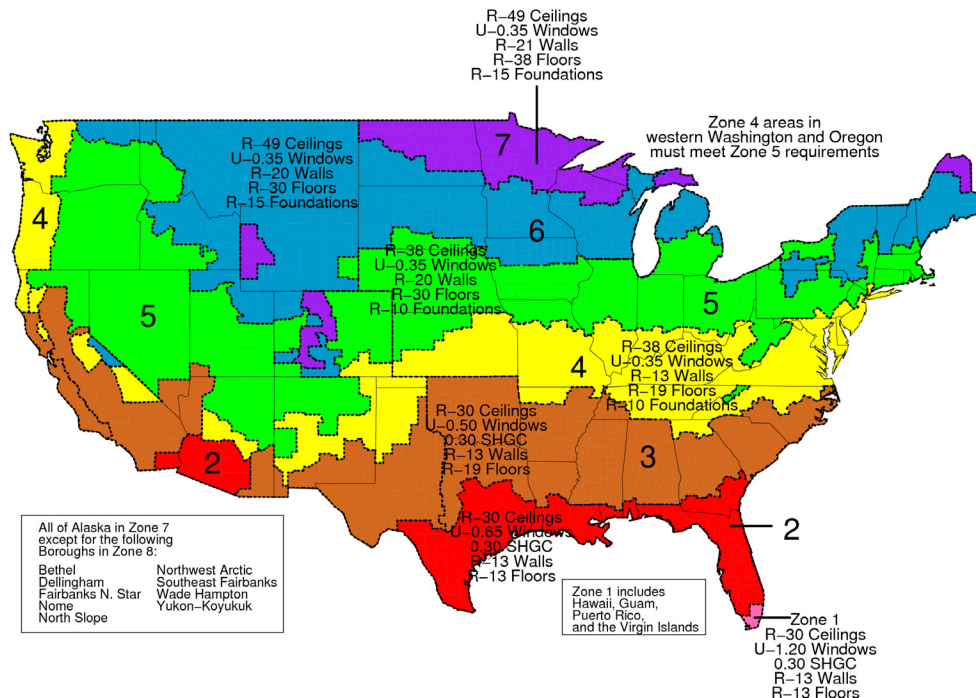 R-49 Ceilings
U-0.35 Windows
R-21 Walls
R-38 Floors
R-15 Foundations
Zone 4 areas in
western Washington and Oregon
must meet Zone 5 requirements
7
R-49 Ceilings
U-0.35 Windows
R-20 Walls
R-30 Floors
R-15 Foundations
4
6
R-38 Ceilings
U-0.35 Windows
R-20 Walls
R-30 Floors
R-10 Foundations
5
5
R-38 Ceilings
U-0.35 Windows
R-13 Walls
R-19 Floors
R-10 Foundations
4
R-30 Ceilings
U-0.50 Windows
0.30 SHGC
R-13 Walls
R-19 Floors
2
3
R-30 Ceilings
U-0.65 Windows
0.30 SHGC
R-13 Walls
R-13 Floors
2
All of Alaska in Zone 7
except for the following
Boroughs in Zone 8:
Bethel
Dellingham
Fairbanks N. Star
Nome
North Slope
Northwest Arctic
Southeast Fairbanks
Wade Hampton
Yukon-Koyukuk
Zone 1 includes
Hawaii, Guam,
Puerto Rico,
and the Virgin Islands
Zone 1
R-30 Ceilings
U-1.20 Windows
0.30 SHGC
R-13 Walls
R-13 Floors